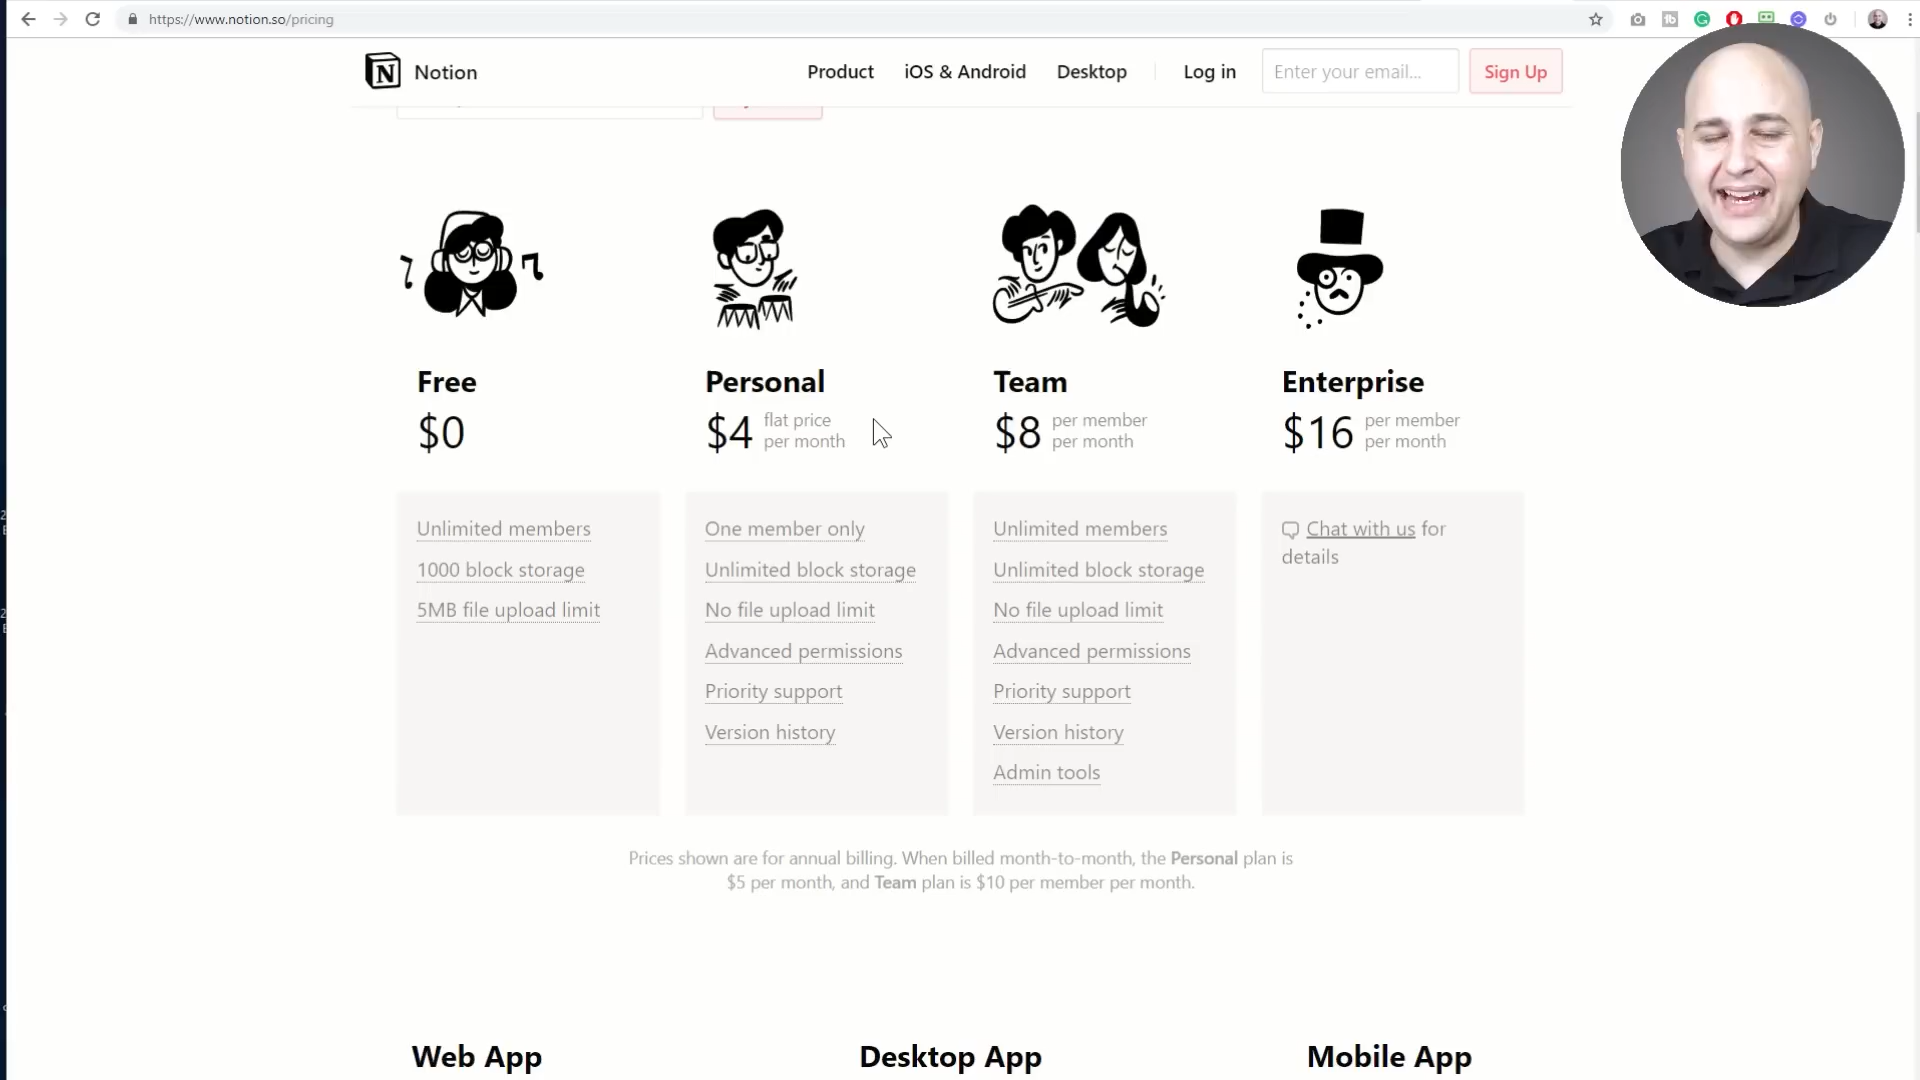 https://www.notion.so/pricing
Notion
Product
iOS & Android
Desktop
Log in
Enter your email...
Sign Up
Free
$0
Personal
$4 flat price
per month
Team
$8 per member
per month
Enterprise
$16 per member
per month
Unlimited members
1000 block storage
5MB file upload limit
One member only
Unlimited block storage
No file upload limit
Advanced permissions
Priority support
Version history
Unlimited members
Unlimited block storage
No file upload limit
Advanced permissions
Priority support
Version history
Admin tools
Chat with us for
details
Prices shown are for annual billing. When billed month-to-month, the Personal plan is
$5 per month, and Team plan is $10 per member per month.
Web App
Desktop App
Mobile App